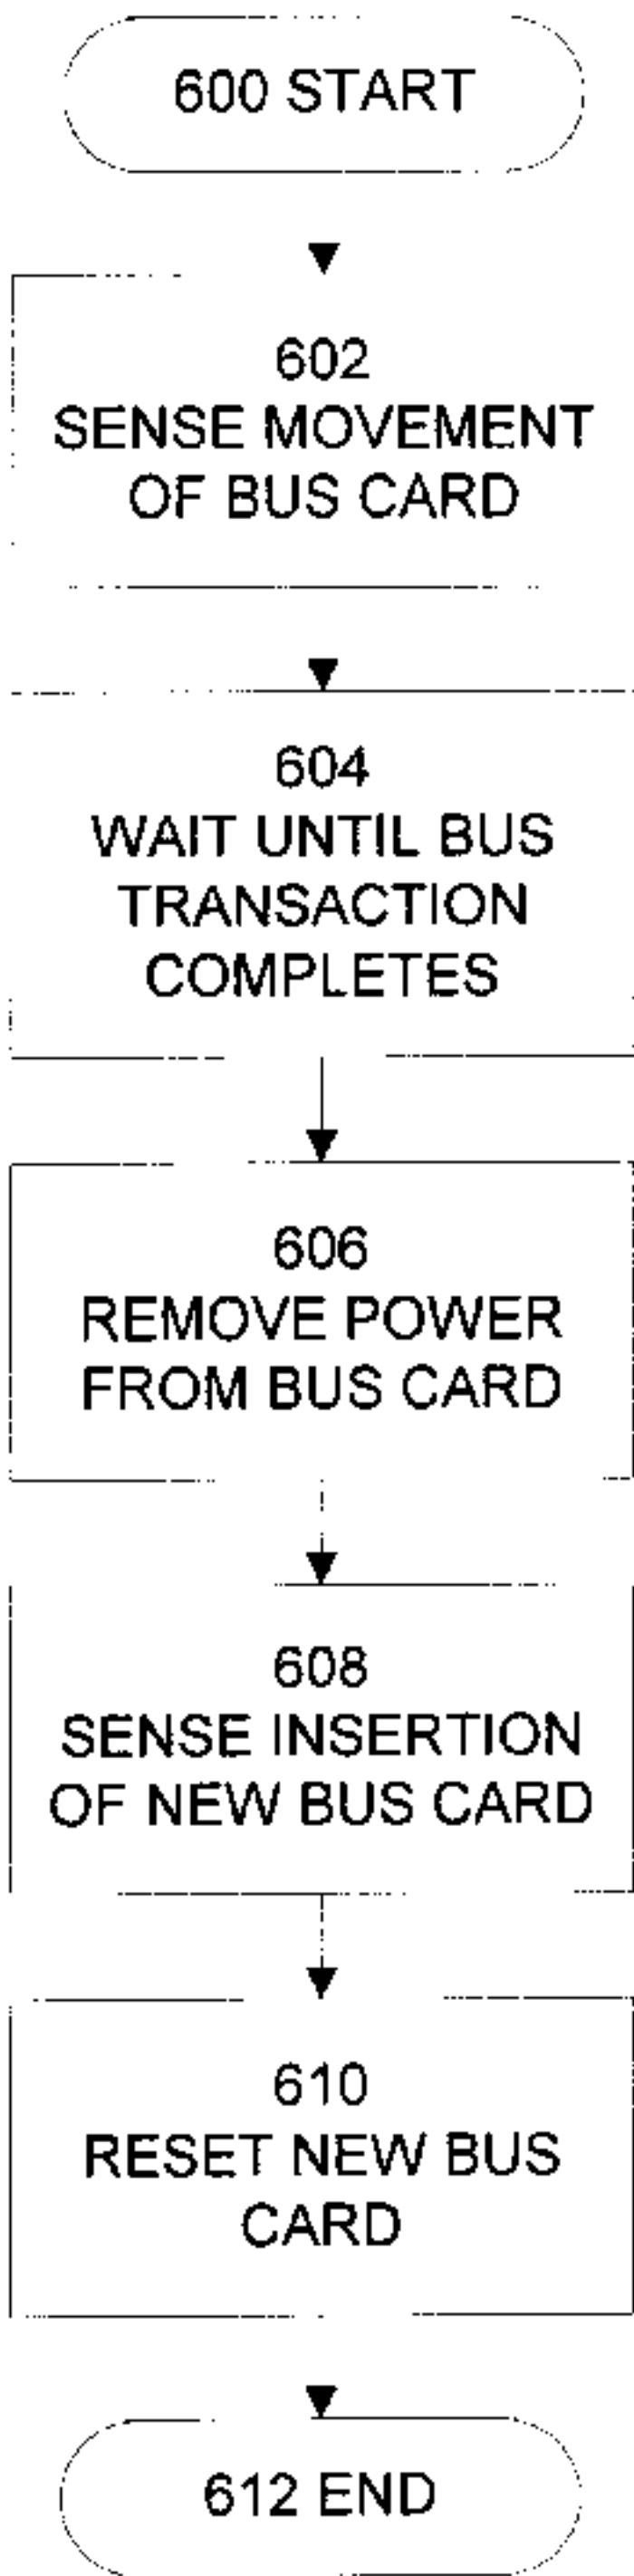 600 START
602
SENSE MOVEMENT
OF BUS CARD
604
WAIT UNTIL BUS
TRANSACTION
COMPLETES
606
REMOVE POWER
FROM BUS CARD
608
SENSE INSERTION
OF NEW BUS CARD
610
RESET NEW BUS
CARD
612 END